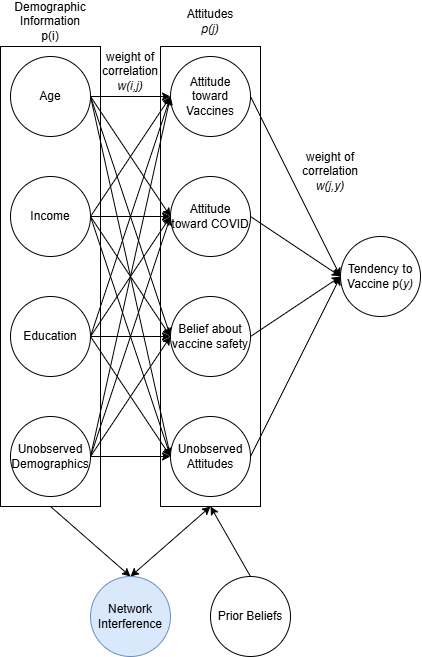 Demographic
Information
p(i)
Attitudes
p(j)
weight of
correlation
w(i,j)
Age
Attitude
toward
Vaccines
weight of
correlation
w(j,y)
Income
Attitude
toward COVID
Tendency to
Vaccine p(y)
Education
Belief about
vaccine safety
Unobserved
Demographics
Unobserved
Attitudes
Network
Interference
Prior Beliefs